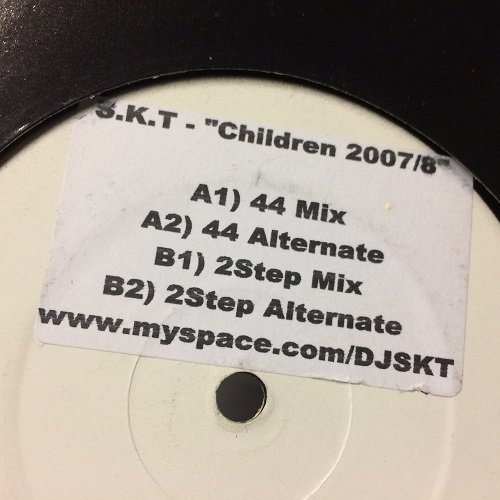 S.K.T - "Children 2007/8"
A1) 44 Mix
A2) 44 Alternate
B1) 2Step Mix
B2) 2Step Alternate
www.myspace.com/DJSKT